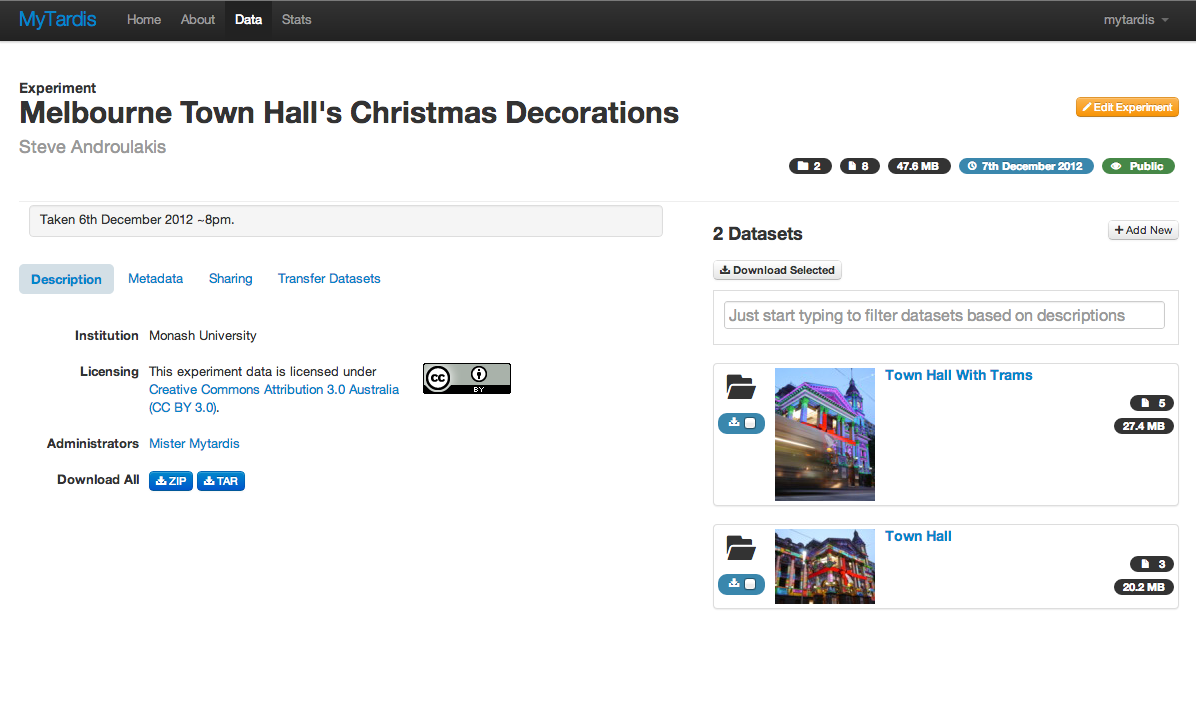 MyTardis Home About Data Stats mytardis
Experiment
Melbourne Town Hall's Christmas Decorations
Edit Experiment
Steve Androulakis
2 8 47.6 MB 7th December 2012 Public
Taken 6th December 2012 ~8pm.
2 Datasets
+ Add New
Download Selected
Description Metadata Sharing Transfer Datasets
Just start typing to filter datasets based on descriptions
Institution Monash University
Licensing This experiment data is licensed under
Creative Commons Attribution 3.0 Australia
(CC BY 3.0).
cc BY
Administrators Mister Mytardis
Download All ZIP TAR
Town Hall With Trams
5
27.4 MB
Town Hall
3
20.2 MB